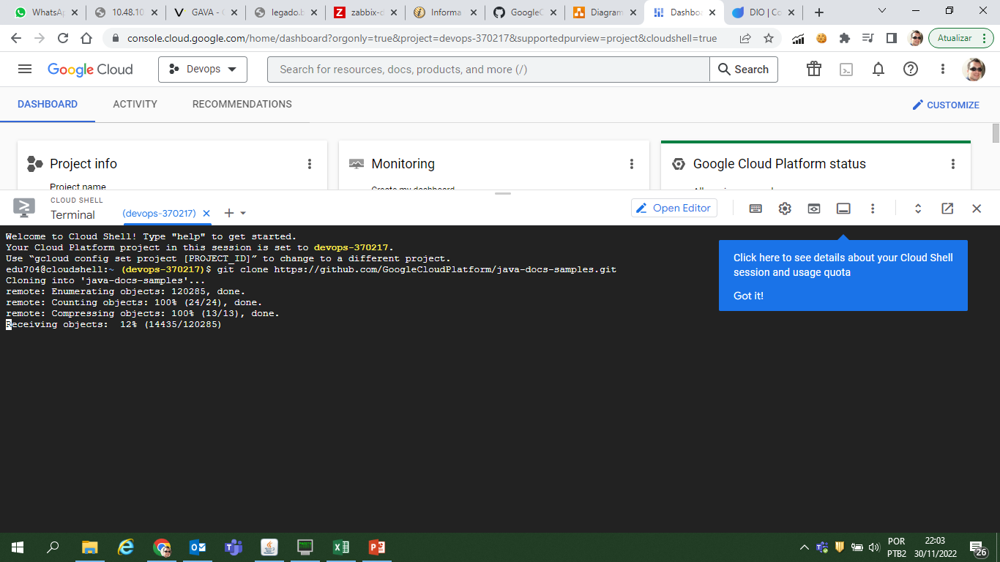 WhatsAp
10.48.10
GAVA - C
legado.b
zabbix-d
Informa
GoogleC
Diagram
Dashboa
DIO | Co
console.cloud.google.com/home/dashboard?orgonly=true&project=devops-370217&supportedpurview=project&cloudshell=true
Atualizar
Google Cloud
Devops
Search for resources, docs, products, and more (/)
Search
DASHBOARD
ACTIVITY
RECOMMENDATIONS
CUSTOMIZE
Project info
Monitoring
Google Cloud Platform status
Project name
Create my dashboard
CLOUD SHELL
Terminal
(devops-370217)
Open Editor
Welcome to Cloud Shell! Type "help" to get started.
Your Cloud Platform project in this session is set to devops-370217.
Use “gcloud config set project [PROJECT_ID]” to change to a different project.
edu704@cloudshell:~ (devops-370217)$ git clone https://github.com/GoogleCloudPlatform/java-docs-samples.git
Cloning into 'java-docs-samples'...
remote: Enumerating objects: 120285, done.
remote: Counting objects: 100% (24/24), done.
remote: Compressing objects: 100% (13/13), done.
Receiving objects:  12% (14435/120285)
Click here to see details about your Cloud Shell
session and usage quota
Got it!
POR
PTB2
22:03
30/11/2022
26